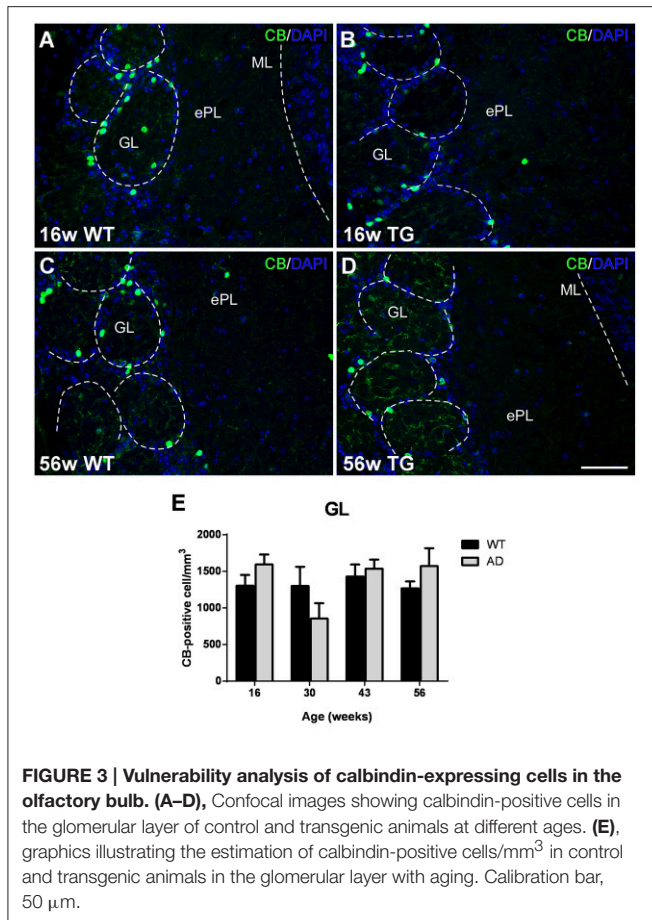 A CB/DAPI
ML
ePL
GL
16w WT
B CB/DAPI
ePL
GL
16w TG
C CB/DAPI
ePL
GL
56w WT
D CB/DAPI
ML
GL
ePL
56w TG
E GL
2000
1500
1000
500
0
CB-positive cell/mm³
16 30 43 56
Age (weeks)
WT
AD
FIGURE 3 | Vulnerability analysis of calbindin-expressing cells in the
olfactory bulb. (A–D), Confocal images showing calbindin-positive cells in
the glomerular layer of control and transgenic animals at different ages. (E),
graphics illustrating the estimation of calbindin-positive cells/mm³ in control
and transgenic animals in the glomerular layer with aging. Calibration bar,
50 μm.